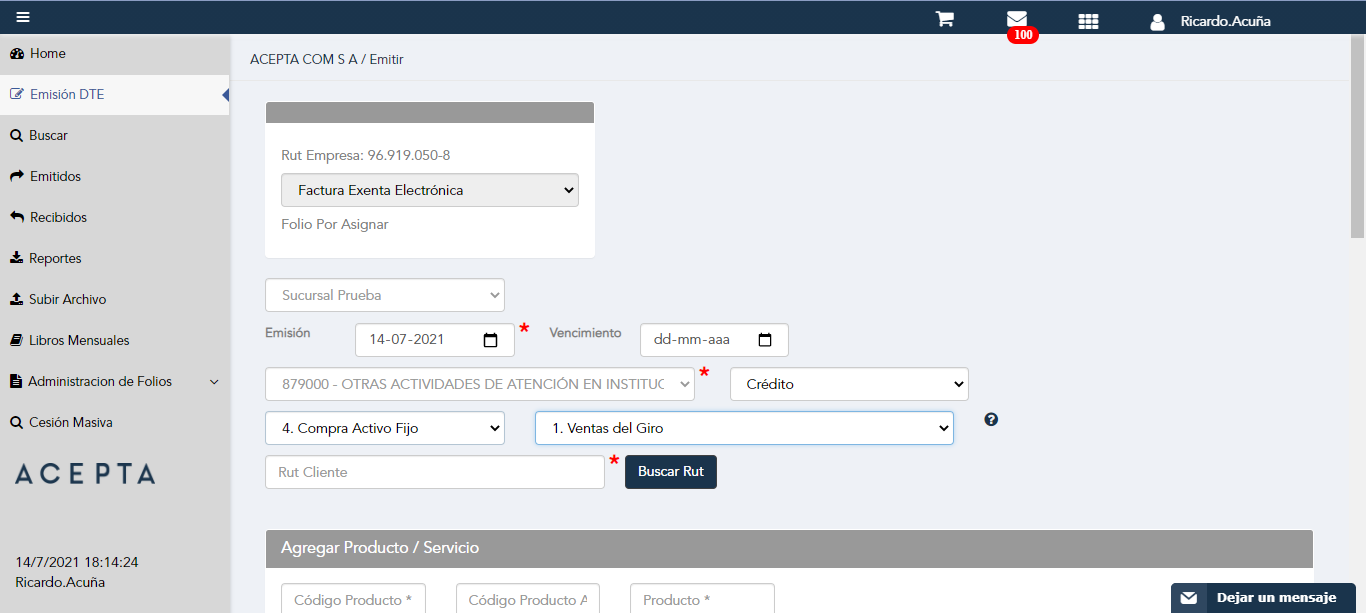 100
Ricardo.Acuña
Home
Emisión DTE
Buscar
Emitidos
Recibidos
Reportes
Subir Archivo
Libros Mensuales
Administracion de Folios
Cesión Masiva
ACEPTA
14/7/2021 18:14:24
Ricardo.Acuña
ACEPTA COM S A / Emitir
Rut Empresa: 96.919.050-8
Factura Exenta Electrónica
Folio Por Asignar
Sucursal Prueba
Emisión 14-07-2021 * Vencimiento dd-mm-aaa
879000 - OTRAS ACTIVIDADES DE ATENCIÓN EN INSTITUC * Crédito
4. Compra Activo Fijo 1. Ventas del Giro ?
Rut Cliente * Buscar Rut
Agregar Producto / Servicio
Código Producto * Código Producto A Producto *
Dejar un mensaje